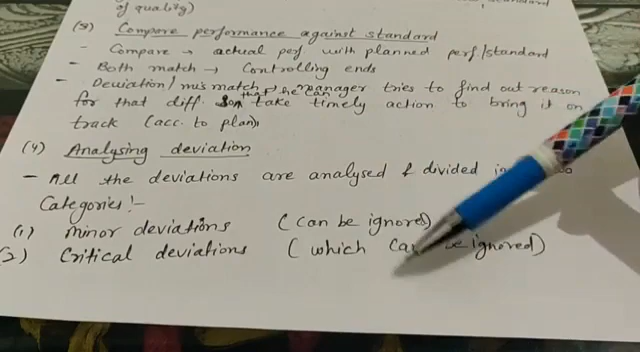 of quality)
(3) Compare performance against standard
- Compare → actual perf. with planned perf/standard
- Both match → Controlling ends
- Deviation/ mismatch → manager tries to find out reason
for that diff. so that he can take timely action to bring it on
track (acc. to plan)
(4) Analysing deviation
- All the deviations are analysed & divided
Categories!-
(1) Minor deviations (can be ignored)
(2) Critical deviations (which be ignored)